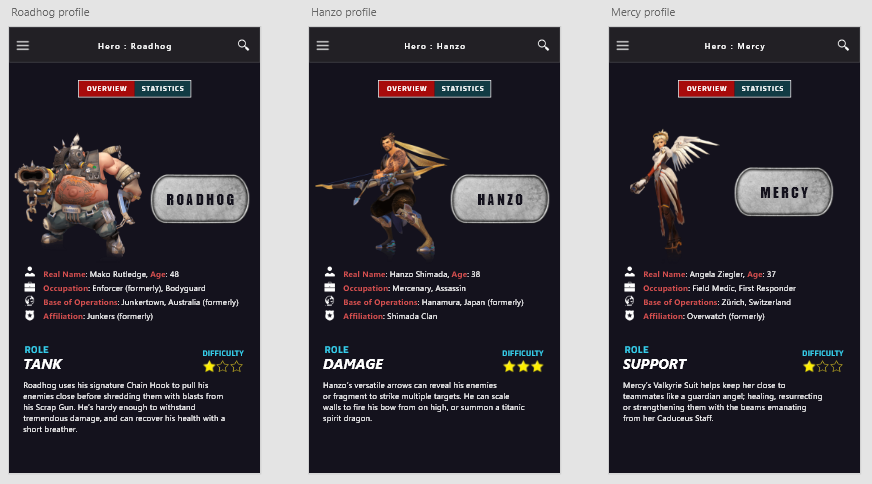 Roadhog profile
Hero : Roadhog
OVERVIEW STATISTICS
ROADHOG
Real Name: Mako Rutledge, Age: 48
Occupation: Enforcer (formerly), Bodyguard
Base of Operations: Junkertown, Australia (formerly)
Affiliation: Junkers (formerly)
ROLE
TANK
DIFFICULTY
Roadhog uses his signature Chain Hook to pull his
enemies close before shredding them with blasts from
his Scrap Gun. He's hardy enough to withstand
tremendous damage, and can recover his health with a
short breather.
Hanzo profile
Hero : Hanzo
OVERVIEW STATISTICS
HANZO
Real Name: Hanzo Shimada, Age: 38
Occupation: Mercenary, Assassin
Base of Operations: Hanamura, Japan (formerly)
Affiliation: Shimada Clan
ROLE
DAMAGE
DIFFICULTY
Hanzo's versatile arrows can reveal his enemies
or fragment to strike multiple targets. He can scale
walls to fire his bow from on high, or summon a titanic
spirit dragon.
Mercy profile
Hero : Mercy
OVERVIEW STATISTICS
MERCY
Real Name: Angela Ziegler, Age: 37
Occupation: Field Medic, First Responder
Base of Operations: Zürich, Switzerland
Affiliation: Overwatch (formerly)
ROLE
SUPPORT
DIFFICULTY
Mercy's Valkyrie Suit helps keep her close to
teammates like a guardian angel; healing, resurrecting
or strengthening them with the beams emanating
from her Caduceus Staff.